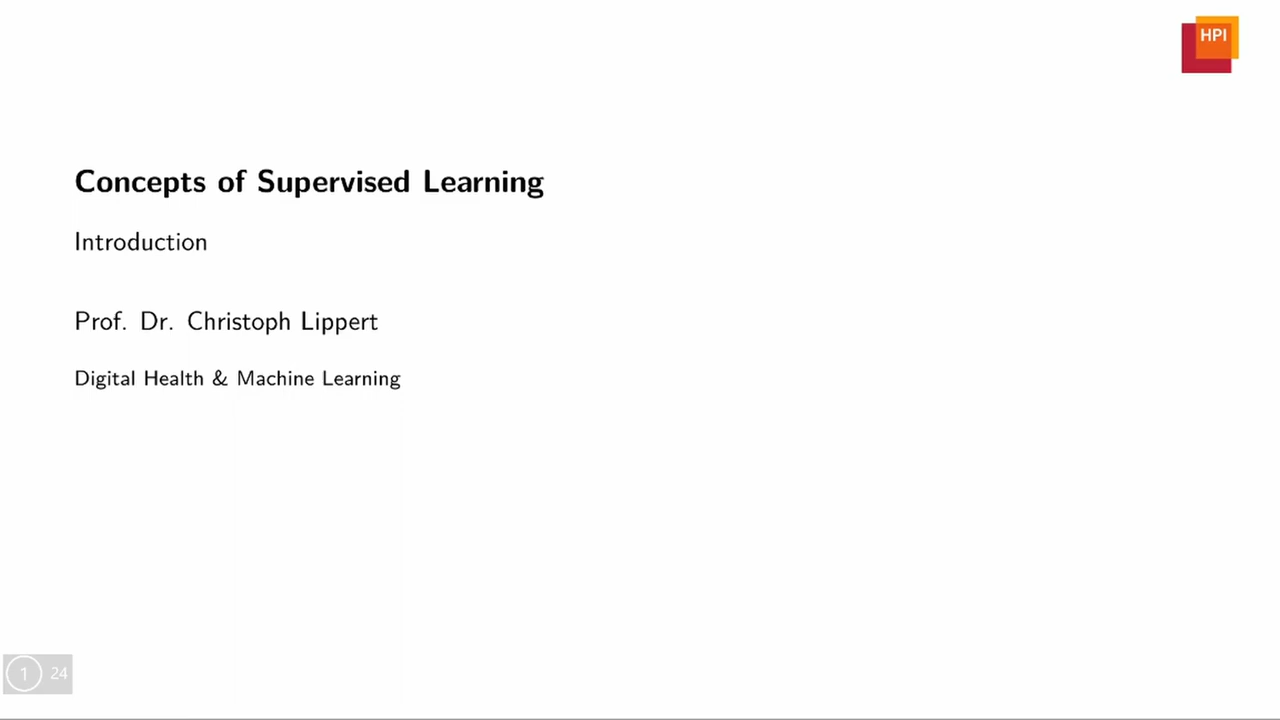 HPI
Concepts of Supervised Learning
Introduction
Prof. Dr. Christoph Lippert
Digital Health & Machine Learning
1 24